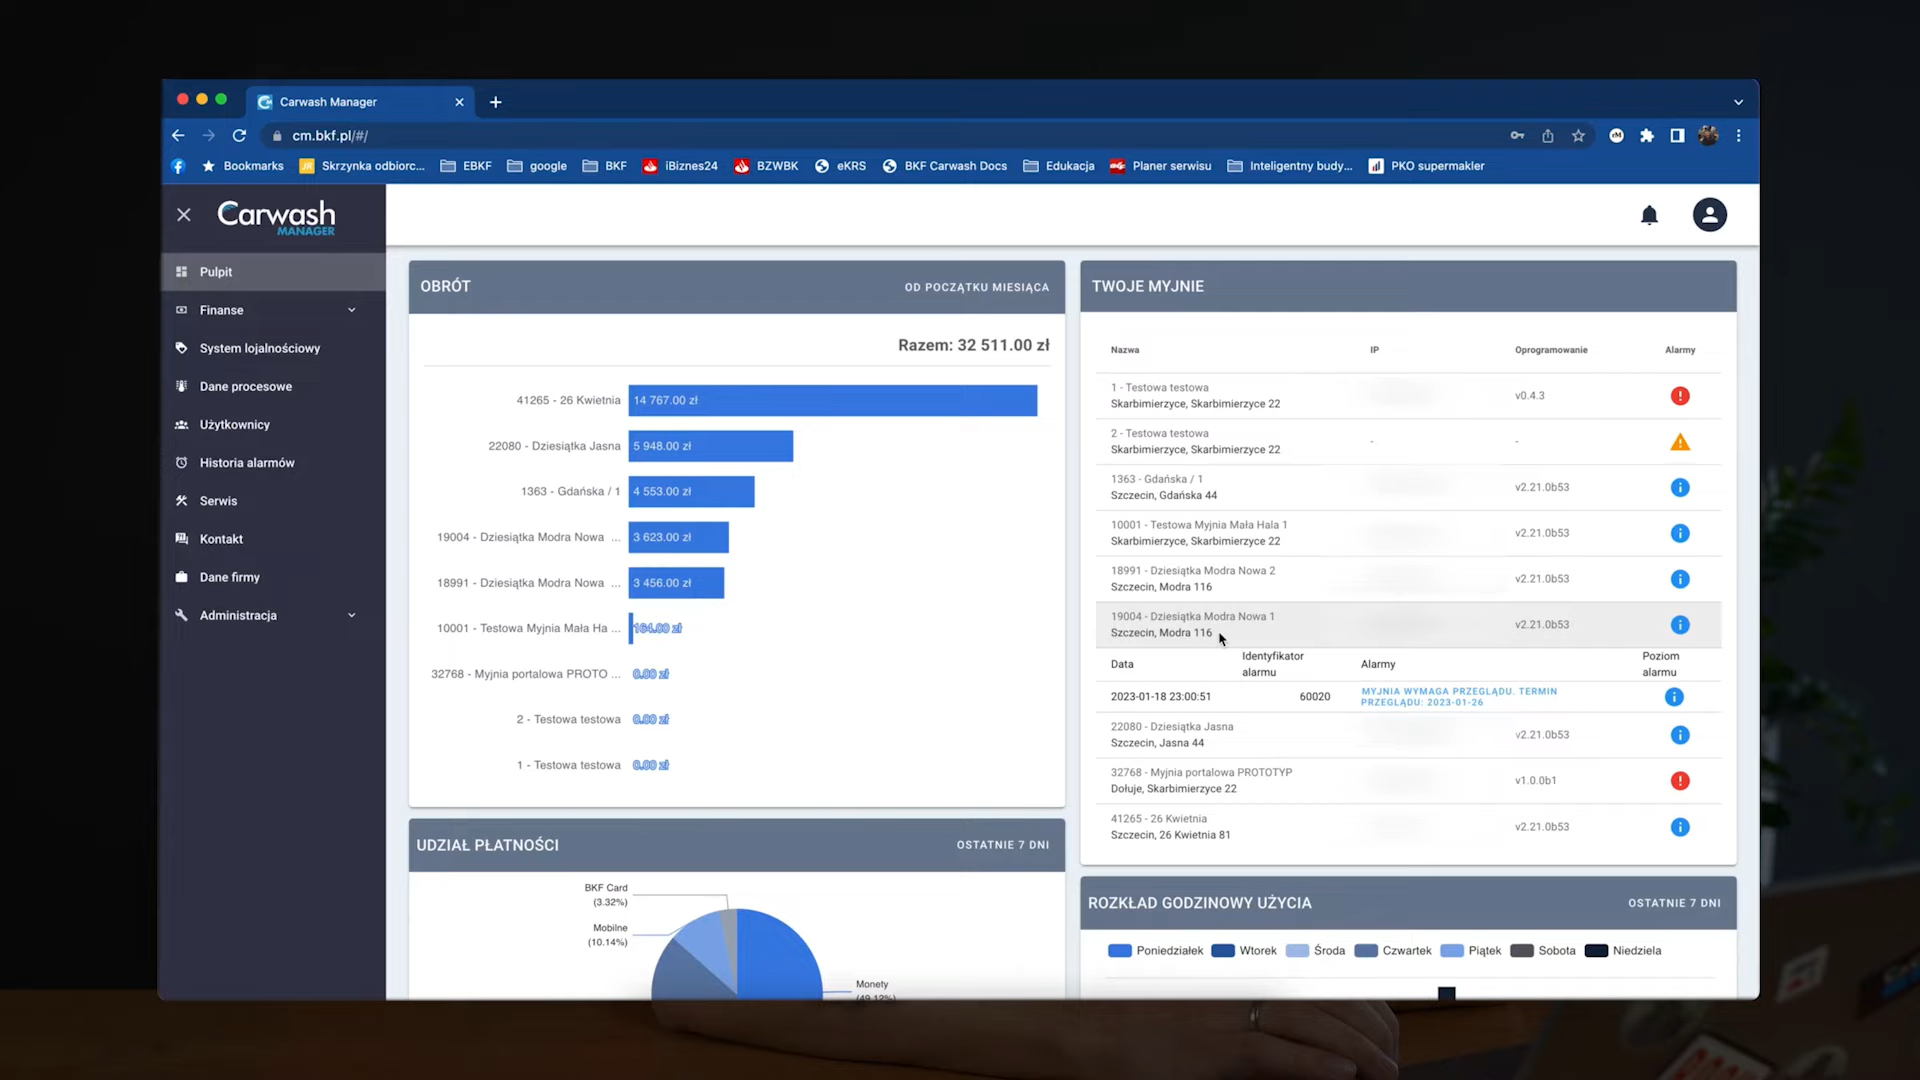 Carwash Manager
cm.bkf.pl/#/
Bookmarks
Skrzynka odbiorc...
EBKF
google
BKF
iBiznes24
BZWBK
eKRS
BKF Carwash Docs
Edukacja
Planer serwisu
Inteligentny budy...
PKO supermakler
Carwash
MANAGER
Pulpit
Finanse
System lojalnościowy
Dane procesowe
Użytkownicy
Historia alarmów
Serwis
Kontakt
Dane firmy
Administracja
OBRÓT
OD POCZĄTKU MIESIĄCA
Razem: 32 511.00 zł
41265 - 26 Kwietnia 14 767.00 zł
22080 - Dziesiątka Jasna 5 948.00 zł
1363 - Gdańska / 1 4 553.00 zł
19004 - Dziesiątka Modra Nowa ... 3 623.00 zł
18991 - Dziesiątka Modra Nowa ... 3 456.00 zł
10001 - Testowa Myjnia Mała Ha ... 164.00 zł
32768 - Myjnia portalowa PROTO ... 0.00 zł
2 - Testowa testowa 0.00 zł
1 - Testowa testowa 0.00 zł
UDZIAŁ PŁATNOŚCI
OSTATNIE 7 DNI
BKF Card
(3.32%)
Mobilne
(10.14%)
Monety
(49.12%)
TWOJE MYJNIE
Nazwa IP Oprogramowanie Alarmy
1 - Testowa testowa
Skarbimierzyce, Skarbimierzyce 22
v0.4.3
2 - Testowa testowa
Skarbimierzyce, Skarbimierzyce 22
- -
1363 - Gdańska / 1
Szczecin, Gdańska 44
v2.21.0b53
10001 - Testowa Myjnia Mała Hala 1
Skarbimierzyce, Skarbimierzyce 22
v2.21.0b53
18991 - Dziesiątka Modra Nowa 2
Szczecin, Modra 116
v2.21.0b53
19004 - Dziesiątka Modra Nowa 1
Szczecin, Modra 116
v2.21.0b53
Data
Identyfikator
alarmu
Alarmy
Poziom
alarmu
2023-01-18 23:00:51
60020
MYJNIA WYMAGA PRZEGLĄDU. TERMIN
PRZEGLĄDU: 2023-01-26
22080 - Dziesiątka Jasna
Szczecin, Jasna 44
v2.21.0b53
32768 - Myjnia portalowa PROTOTYP
Dołuje, Skarbimierzyce 22
v1.0.0b1
41265 - 26 Kwietnia
Szczecin, 26 Kwietnia 81
v2.21.0b53
ROZKŁAD GODZINOWY UŻYCIA
OSTATNIE 7 DNI
Poniedziałek Wtorek Środa Czwartek Piątek Sobota Niedziela